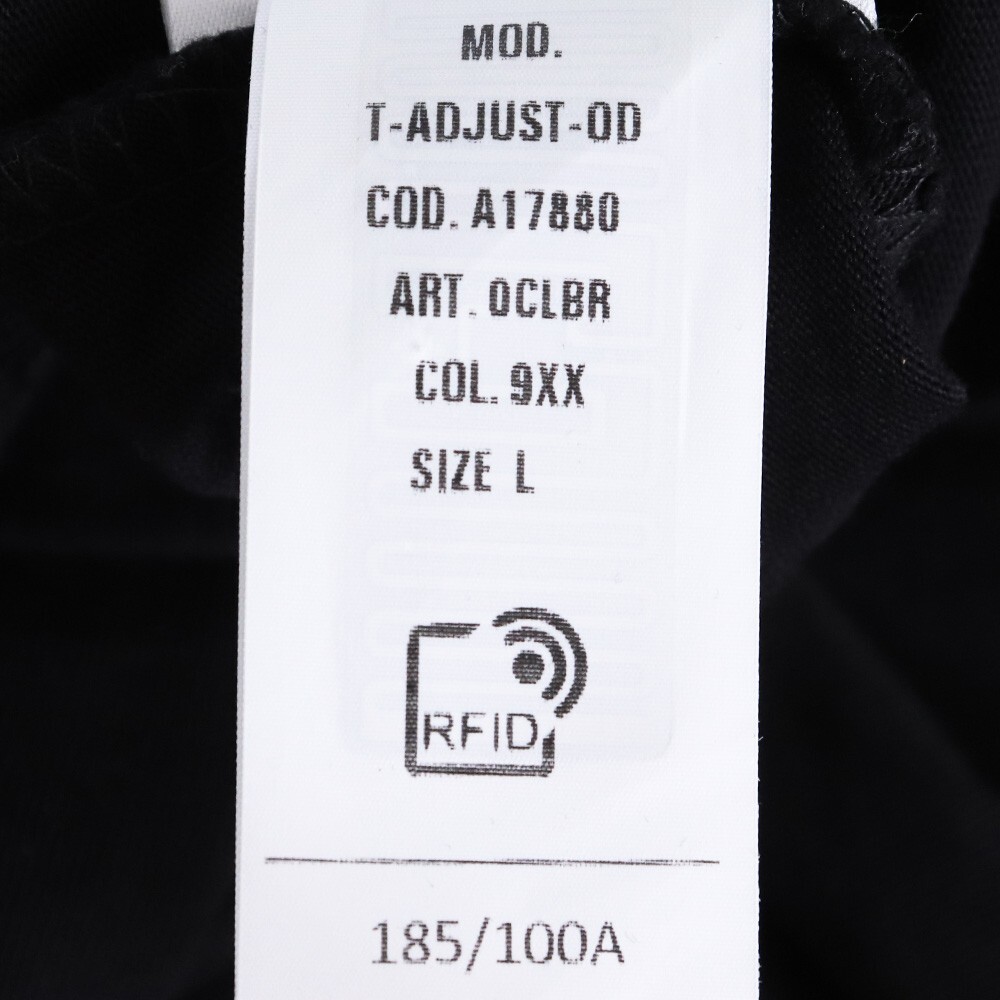 MOD.
T-ADJUST-OD
COD. A17880
ART. 0CLBR
COL. 9XX
SIZE L
RFID
185/100A